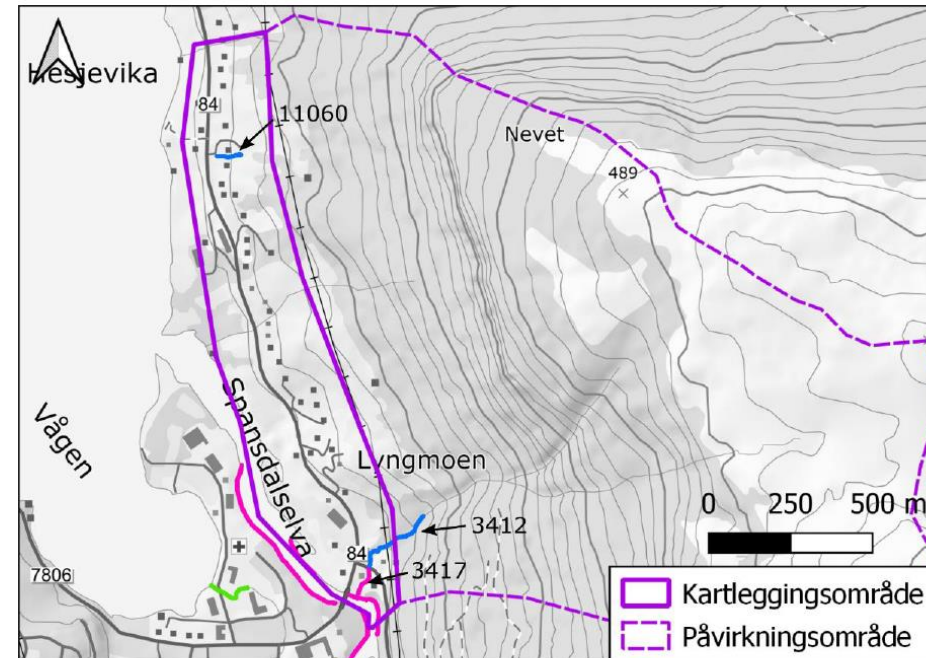 Hesjevika
84
11060
Nevet
489
Vågen
Spansdalselva
Lyngmoen
3412
84
3417
7806
0 250 500 m
Kartleggingsområde
Påvirkningsområde